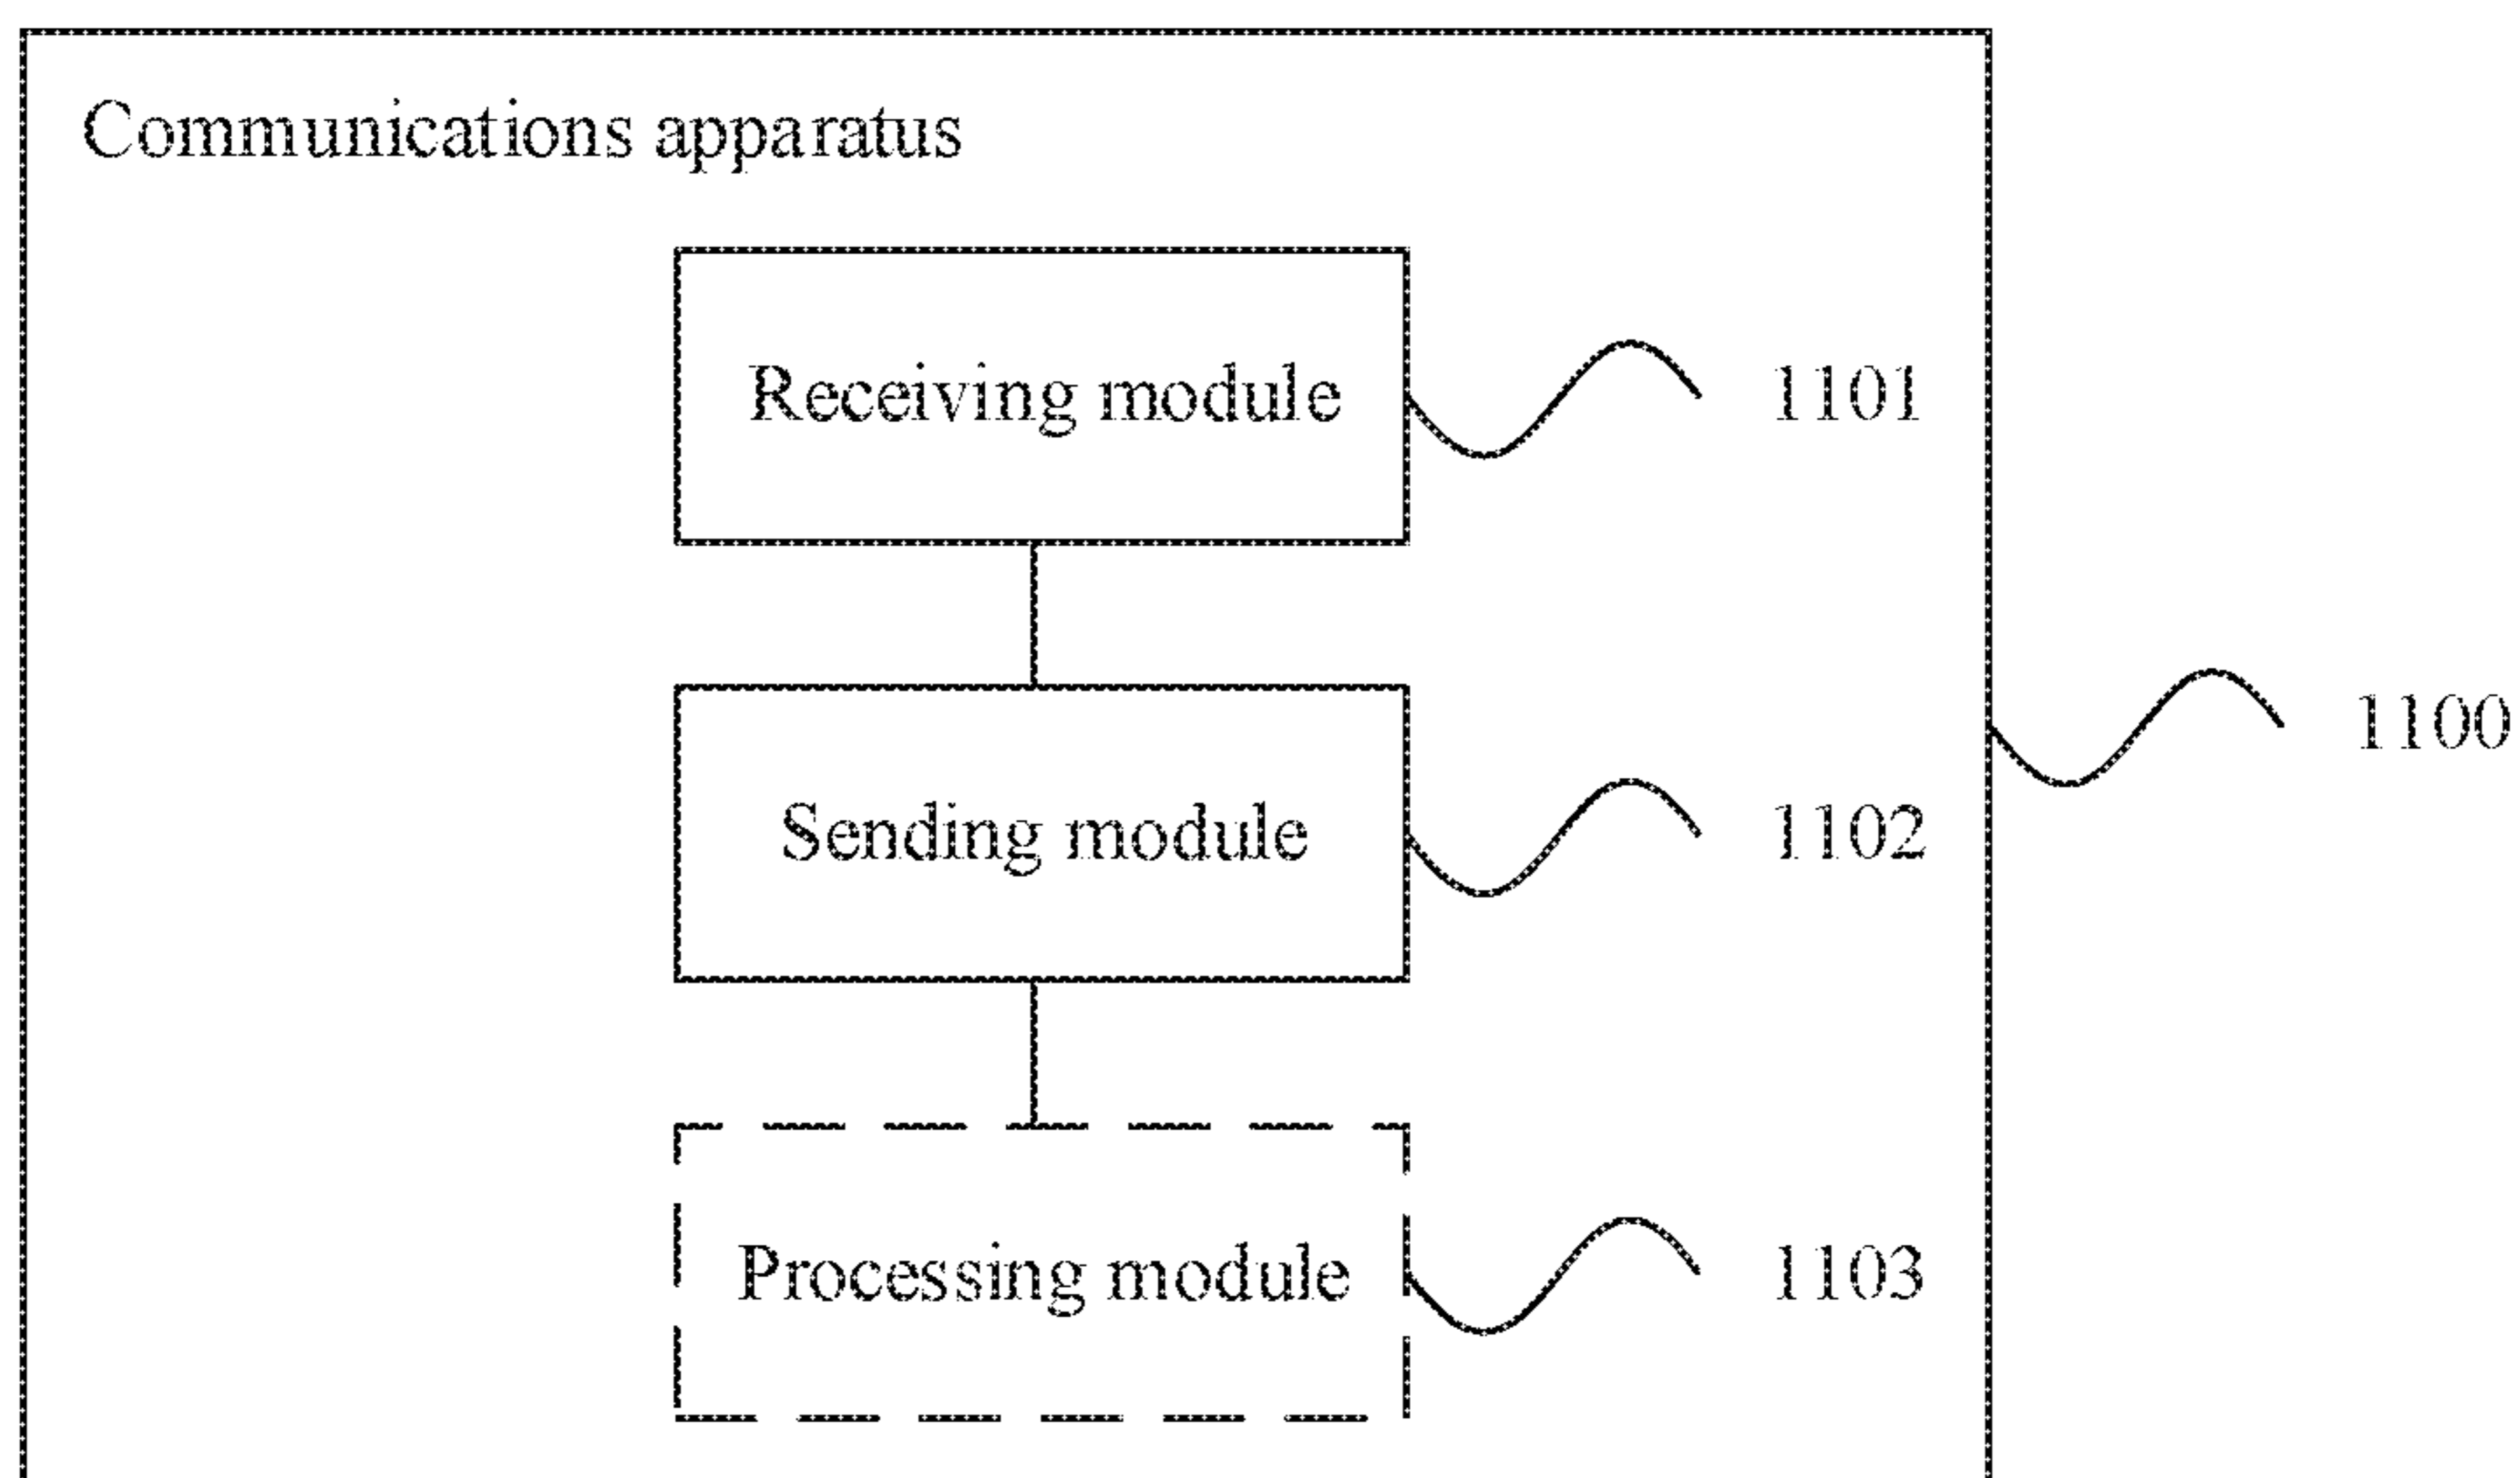 Communications apparatus
Receiving module 1101
1100
Sending module 1102
Processing module 1103